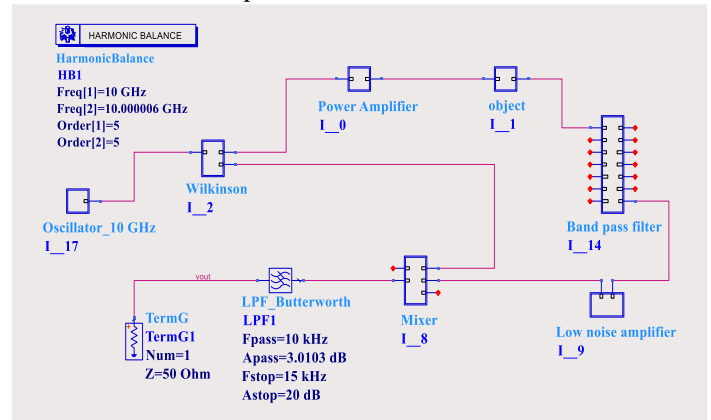 HARMONIC BALANCE
HarmonicBalance
HB1
Freq[1]=10 GHz
Freq[2]=10.000006 GHz
Order[1]=5
Order[2]=5
Power Amplifier
I__0
object
I__1
Wilkinson
I__2
Oscillator_10 GHz
I__17
Band pass filter
I__14
vout
LPF_Butterworth
LPF1
Fpass=10 kHz
Apass=3.0103 dB
Fstop=15 kHz
Astop=20 dB
TermG
TermG1
Num=1
Z=50 Ohm
Mixer
I__8
Low noise amplifier
I__9